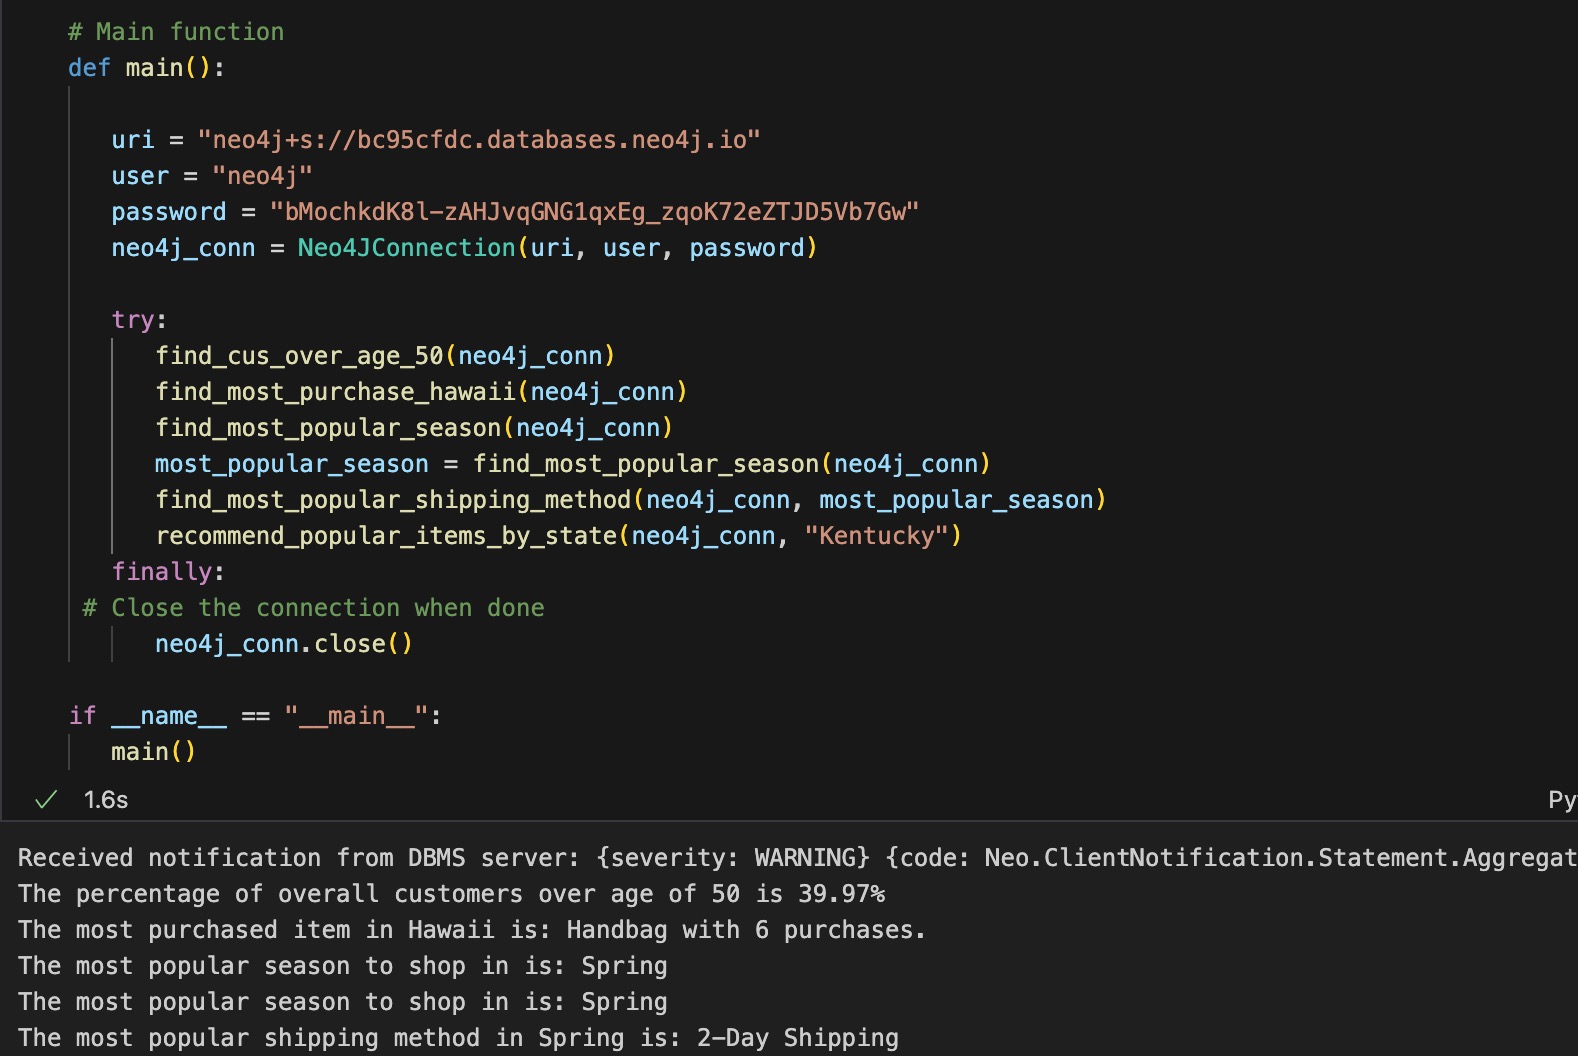 # Main function
def main():
uri = "neo4j+s://bc95cfdc.databases.neo4j.io"
user = "neo4j"
password = "bMochkdK8l-zAHJvqGNG1qxEg_zqoK72eZTJD5Vb7Gw"
neo4j_conn = Neo4JConnection(uri, user, password)
try:
find_cus_over_age_50(neo4j_conn)
find_most_purchase_hawaii(neo4j_conn)
find_most_popular_season(neo4j_conn)
most_popular_season = find_most_popular_season(neo4j_conn)
find_most_popular_shipping_method(neo4j_conn, most_popular_season)
recommend_popular_items_by_state(neo4j_conn, "Kentucky")
finally:
# Close the connection when done
neo4j_conn.close()
if __name__ == "__main__":
main()
✓ 1.6s
Py
Received notification from DBMS server: {severity: WARNING} {code: Neo.ClientNotification.Statement.Aggregat
The percentage of overall customers over age of 50 is 39.97%
The most purchased item in Hawaii is: Handbag with 6 purchases.
The most popular season to shop in is: Spring
The most popular season to shop in is: Spring
The most popular shipping method in Spring is: 2-Day Shipping